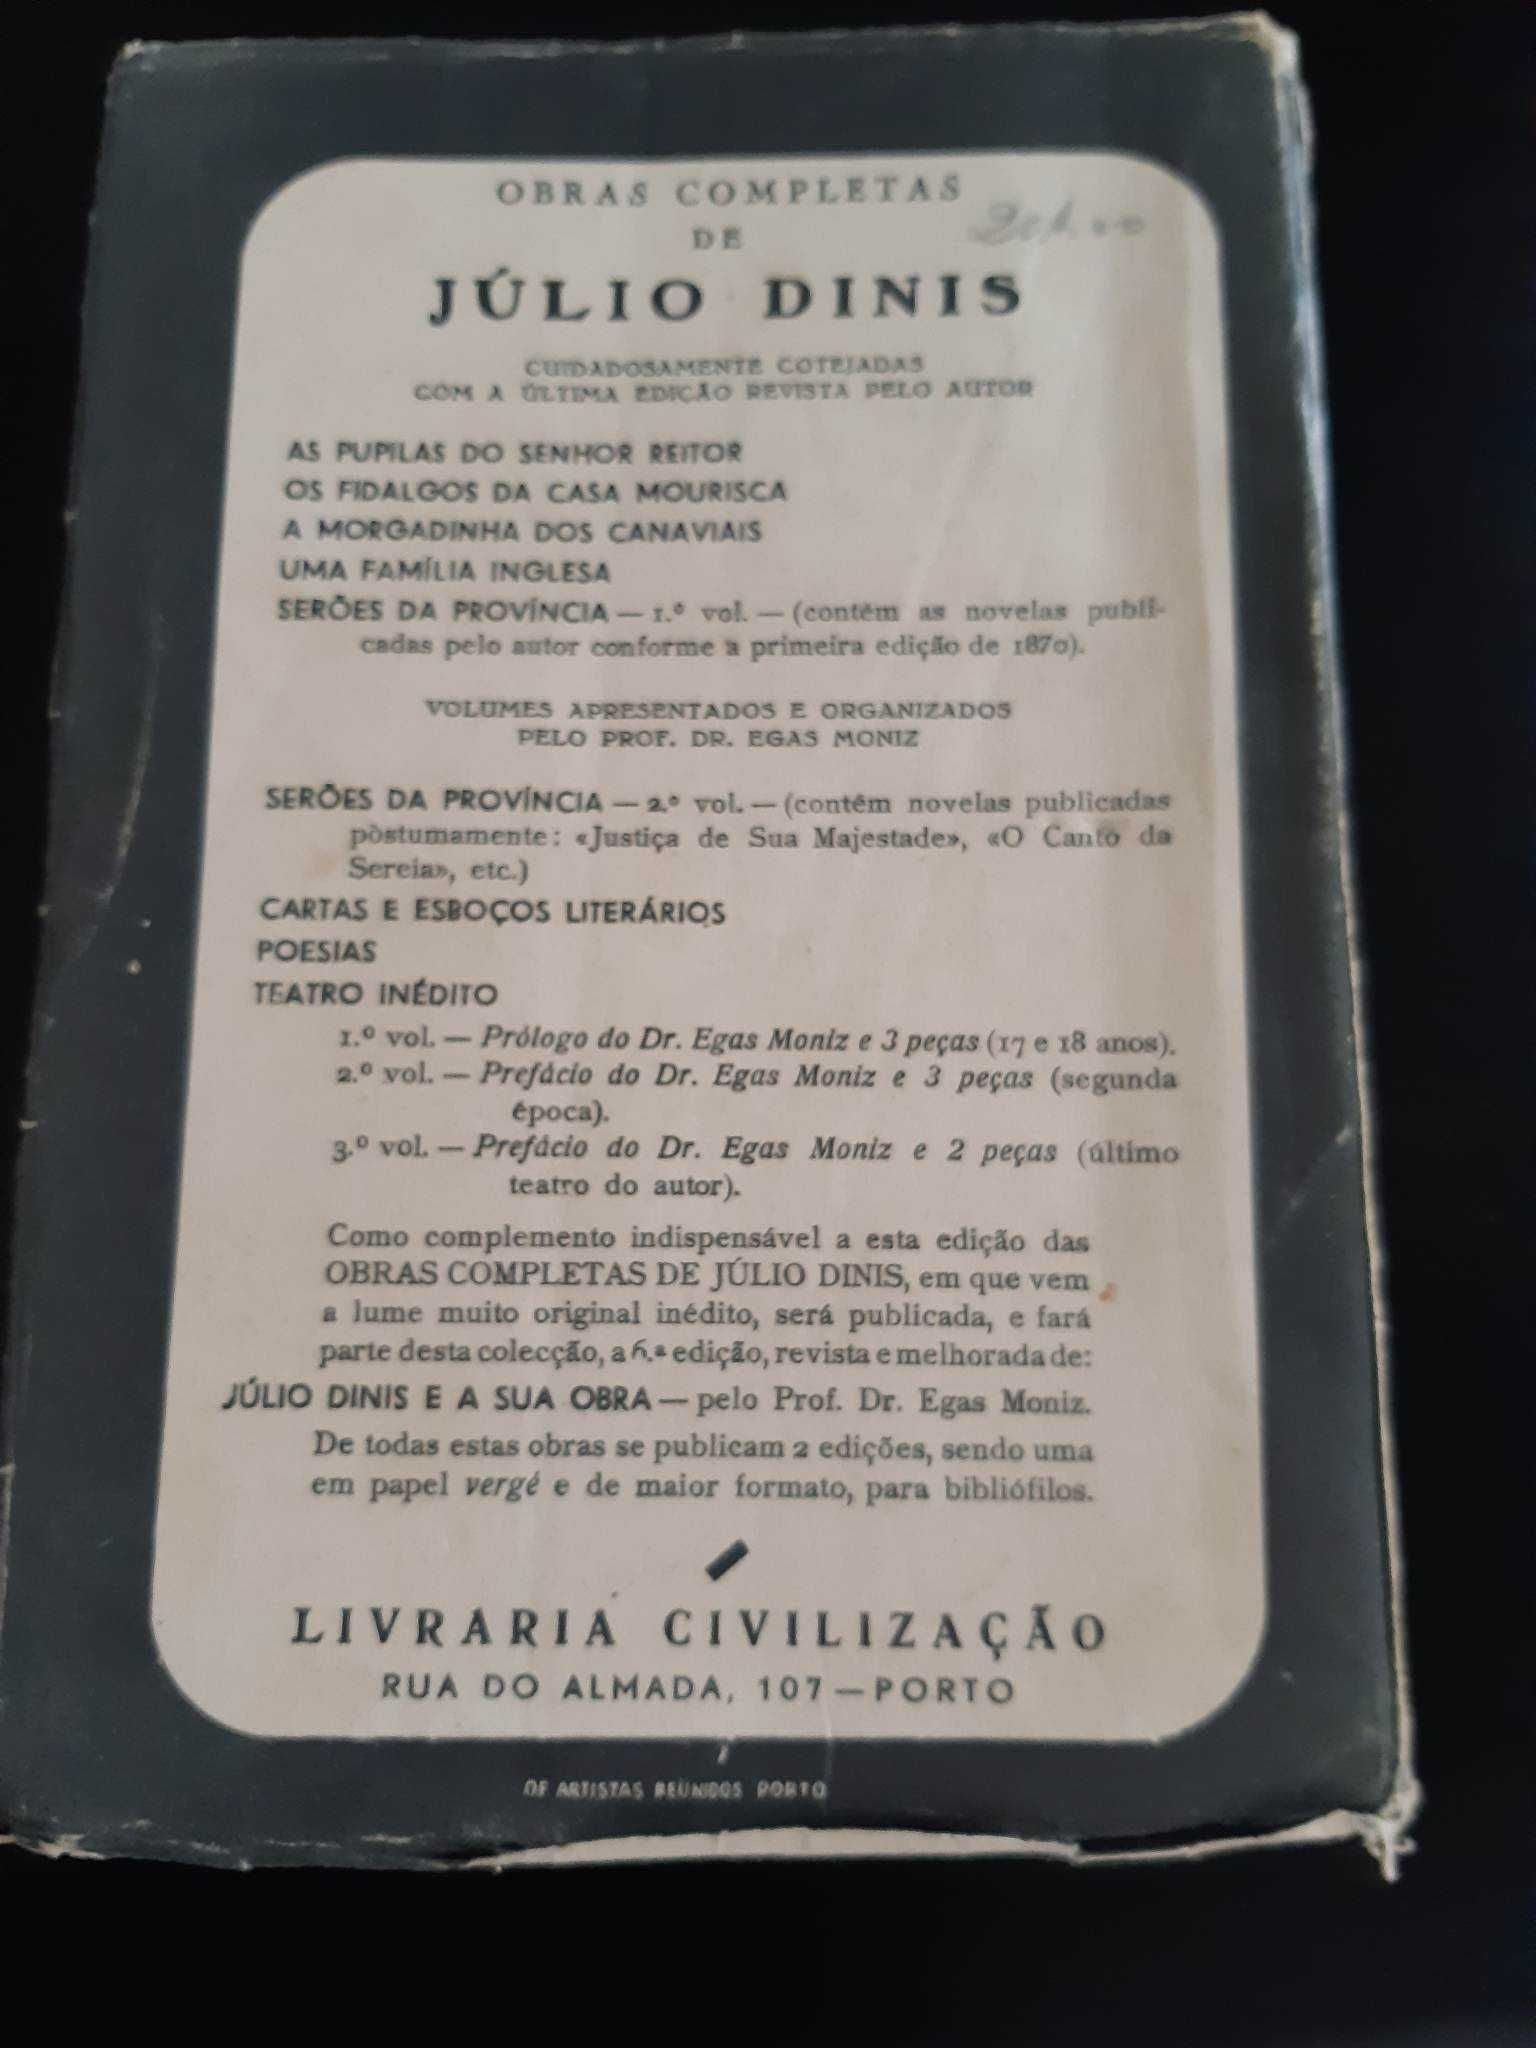 OBRAS COMPLETAS
DE
JÚLIO DINIS
CUIDADOSAMENTE COTEJADAS
COM A ÚLTIMA EDIÇÃO REVISTA PELO AUTOR
AS PUPILAS DO SENHOR REITOR
OS FIDALGOS DA CASA MOURISCA
A MORGADINHA DOS CANAVIAIS
UMA FAMÍLIA INGLESA
SERÕES DA PROVÍNCIA — 1.º vol. — (contêm as novelas publi-
cadas pelo autor conforme a primeira edição de 1870).
VOLUMES APRESENTADOS E ORGANIZADOS
PELO PROF. DR. EGAS MONIZ
SERÕES DA PROVÍNCIA — 2.º vol. — (contêm novelas publicadas
pòstumamente: «Justiça de Sua Majestade», «O Canto da
Sereia», etc.)
CARTAS E ESBOÇOS LITERÁRIOS
POESIAS
TEATRO INÉDITO
1.º vol. — Prólogo do Dr. Egas Moniz e 3 peças (17 e 18 anos).
2.º vol. — Prefácio do Dr. Egas Moniz e 3 peças (segunda
época).
3.º vol. — Prefácio do Dr. Egas Moniz e 2 peças (último
teatro do autor).
Como complemento indispensável a esta edição das
OBRAS COMPLETAS DE JÚLIO DINIS, em que vem
a lume muito original inédito, será publicada, e fará
parte desta colecção, a 6.ª edição, revista e melhorada de:
JÚLIO DINIS E A SUA OBRA — pelo Prof. Dr. Egas Moniz.
De todas estas obras se publicam 2 edições, sendo uma
em papel vergé e de maior formato, para bibliófilos.
LIVRARIA CIVILIZAÇÃO
RUA DO ALMADA, 107 — PORTO
OF ARTISTAS REUNIDOS PORTO